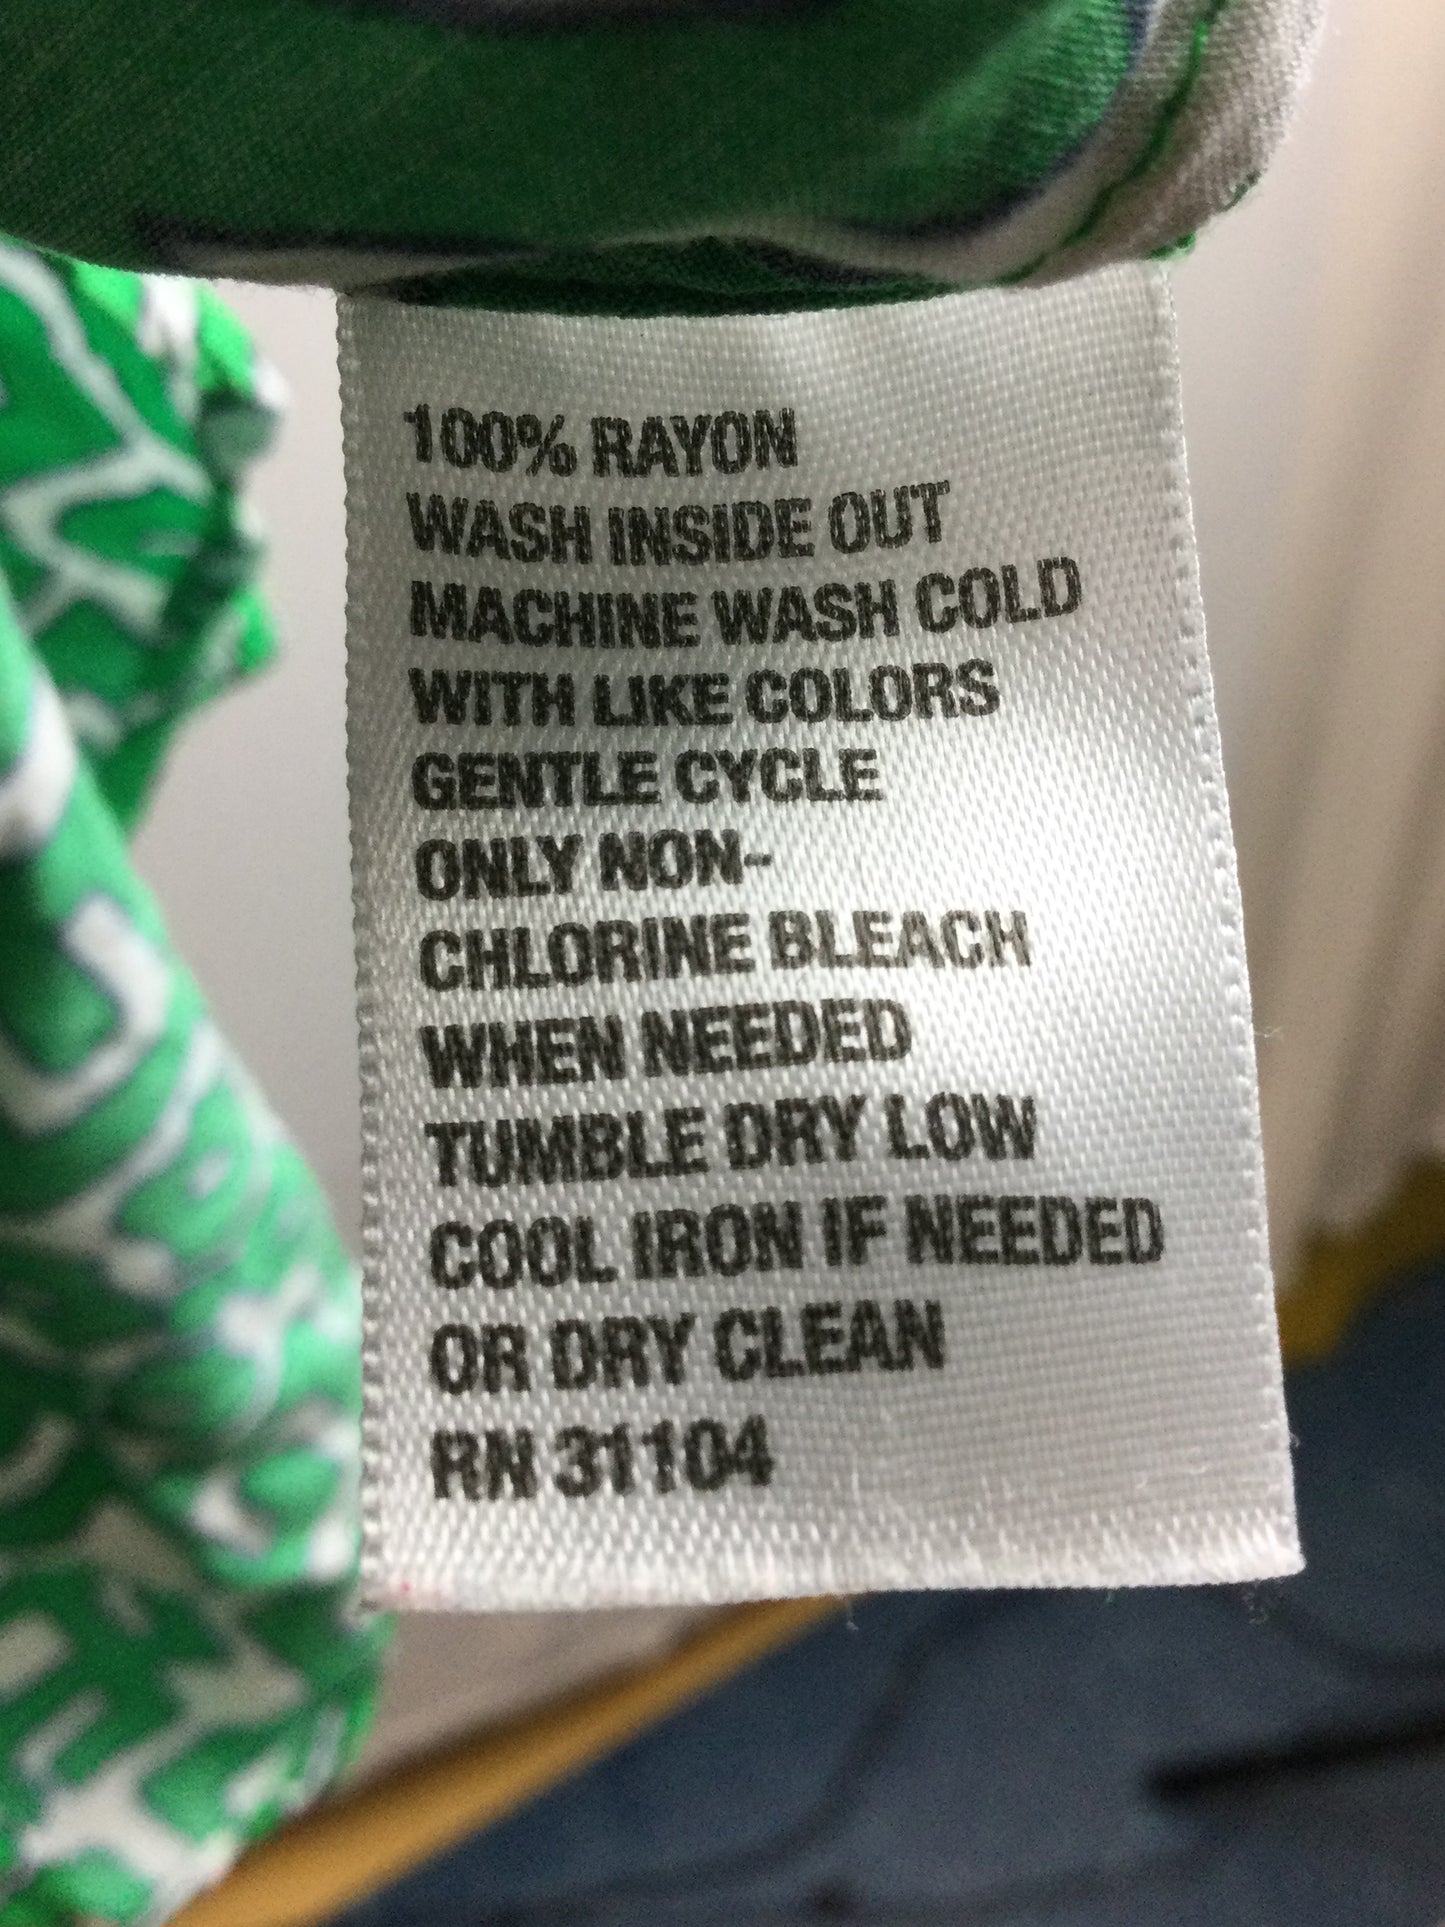 100% RAYON
WASH INSIDE OUT
MACHINE WASH COLD
WITH LIKE COLORS
GENTLE CYCLE
ONLY NON-
CHLORINE BLEACH
WHEN NEEDED
TUMBLE DRY LOW
COOL IRON IF NEEDED
OR DRY CLEAN
RN 31104